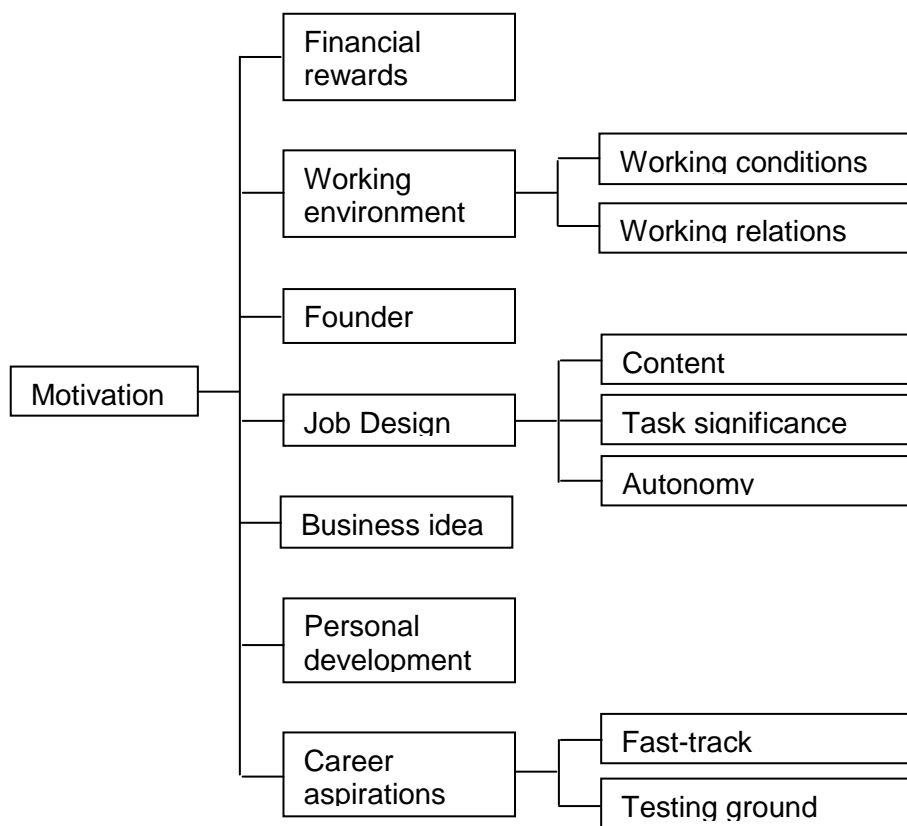 Financial
rewards
Working
environment
Working conditions
Working relations
Founder
Motivation
Job Design
Content
Task significance
Autonomy
Business idea
Personal
development
Career
aspirations
Fast-track
Testing ground